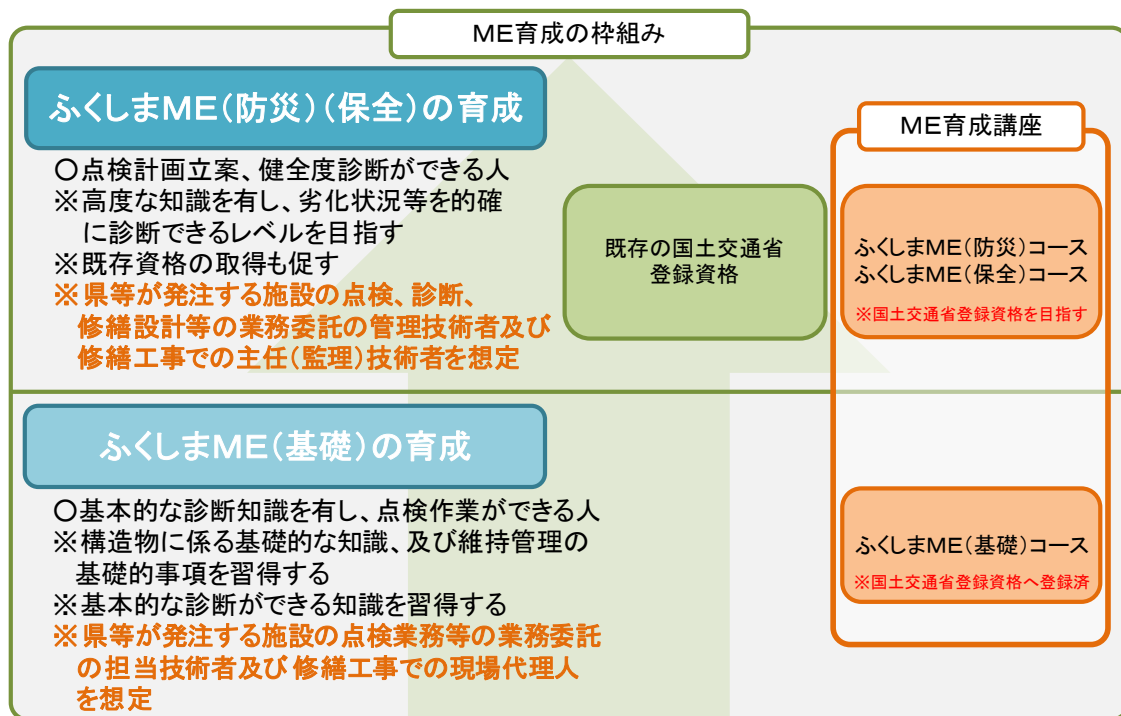 ME育成の枠組み
ふくしまME(防災)(保全)の育成
○点検計画立案、健全度診断ができる人
※高度な知識を有し、劣化状況等を的確
に診断できるレベルを目指す
※既存資格の取得も促す
※県等が発注する施設の点検、診断、
修繕設計等の業務委託の管理技術者及び
修繕工事での主任(監理)技術者を想定
既存の国土交通省
登録資格
ME育成講座
ふくしまME(防災)コース
ふくしまME(保全)コース
※国土交通省登録資格を目指す
ふくしまME(基礎)の育成
○基本的な診断知識を有し、点検作業ができる人
※構造物に係る基礎的な知識、及び維持管理の
基礎的事項を習得する
※基本的な診断ができる知識を習得する
※県等が発注する施設の点検業務等の業務委託
の担当技術者及び修繕工事での現場代理人
を想定
ふくしまME(基礎)コース
※国土交通省登録資格へ登録済